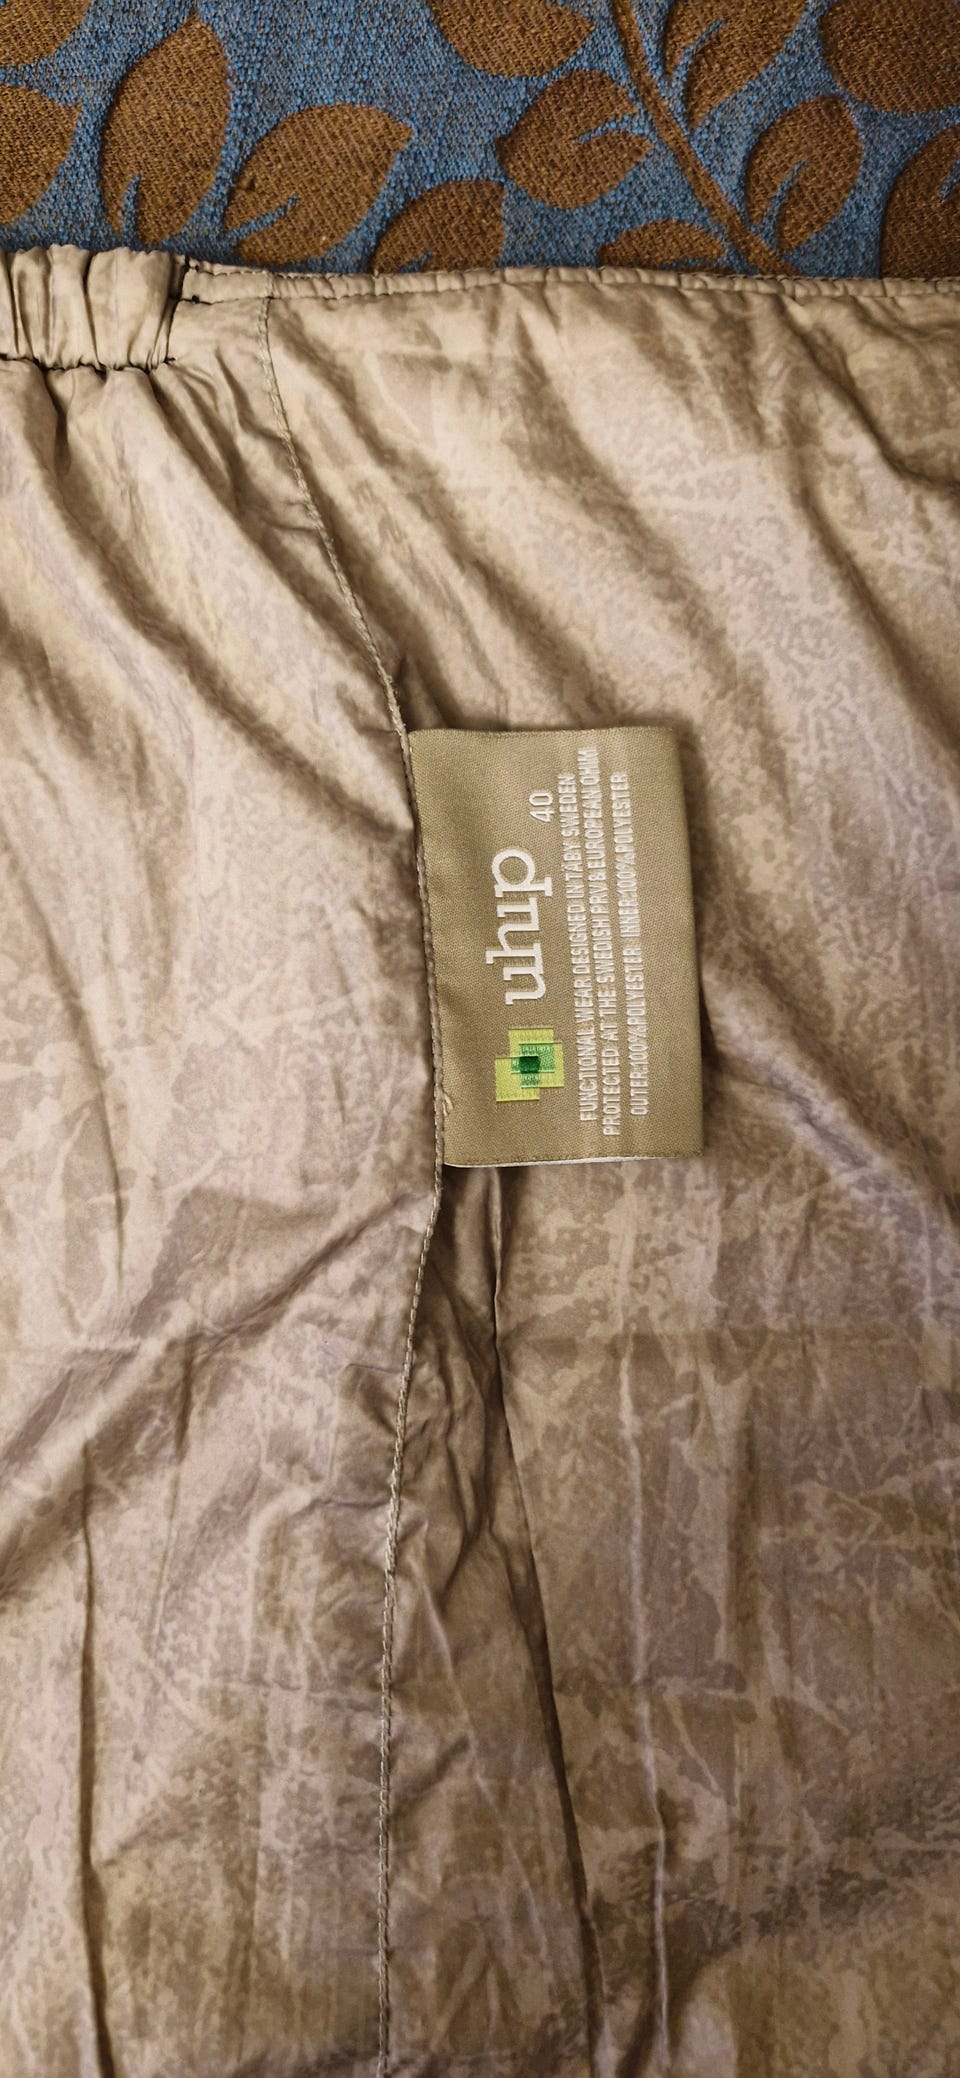 uhip
40
FUNCTIONAL WEAR DESIGNED IN TÄBY SWEDEN
PROTECTED AT THE SWEDISH PRV & EUROPEAN OHIM
OUTER:100%POLYESTER INNER:100%POLYESTER